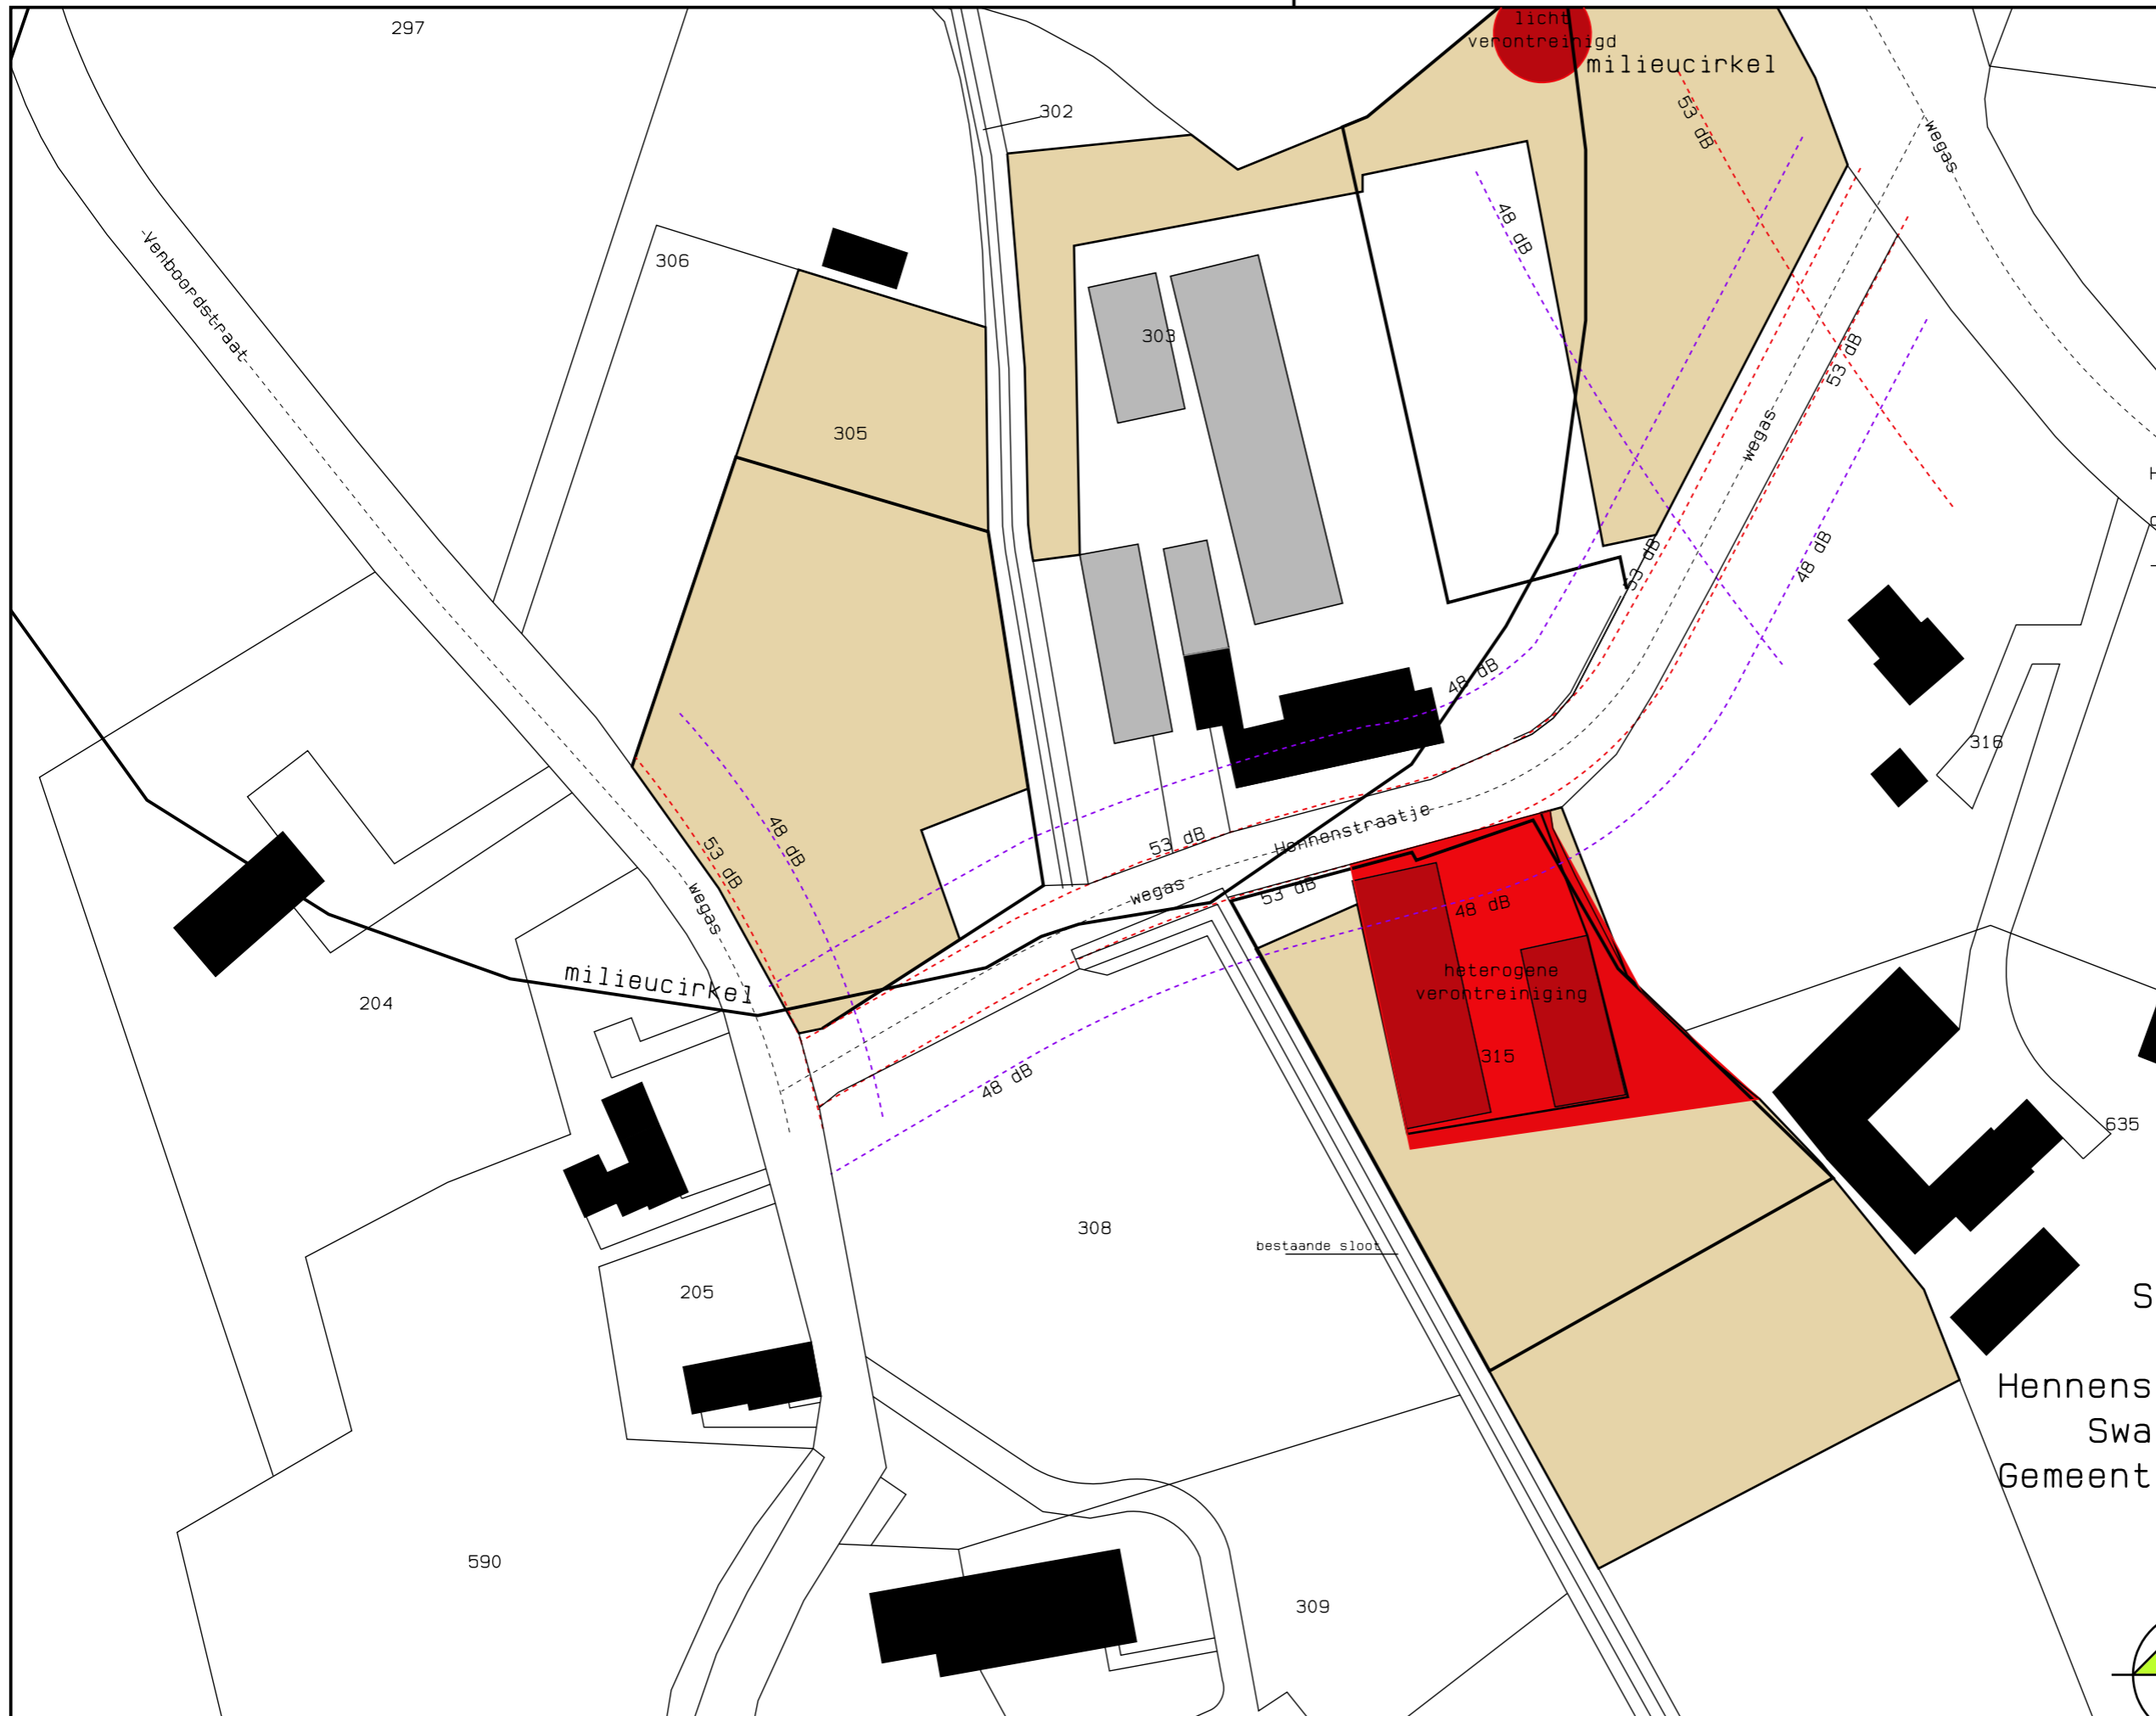 297
licht
verontreinigd
milieucirkel
302
53 dB
wegas
48 dB
Venboordstraat
306
303
53 dB
305
wegas
53 dB
48 dB
48 dB
316
48 dB
53 dB
53 dB
Hennenstraatje
wegas
53 dB
48 dB
wegas
heterogene
verontreiniging
milieucirkel
204
315
48 dB
635
308
bestaande sloot
205
S
Hennens
Swa
Gemeent
590
309